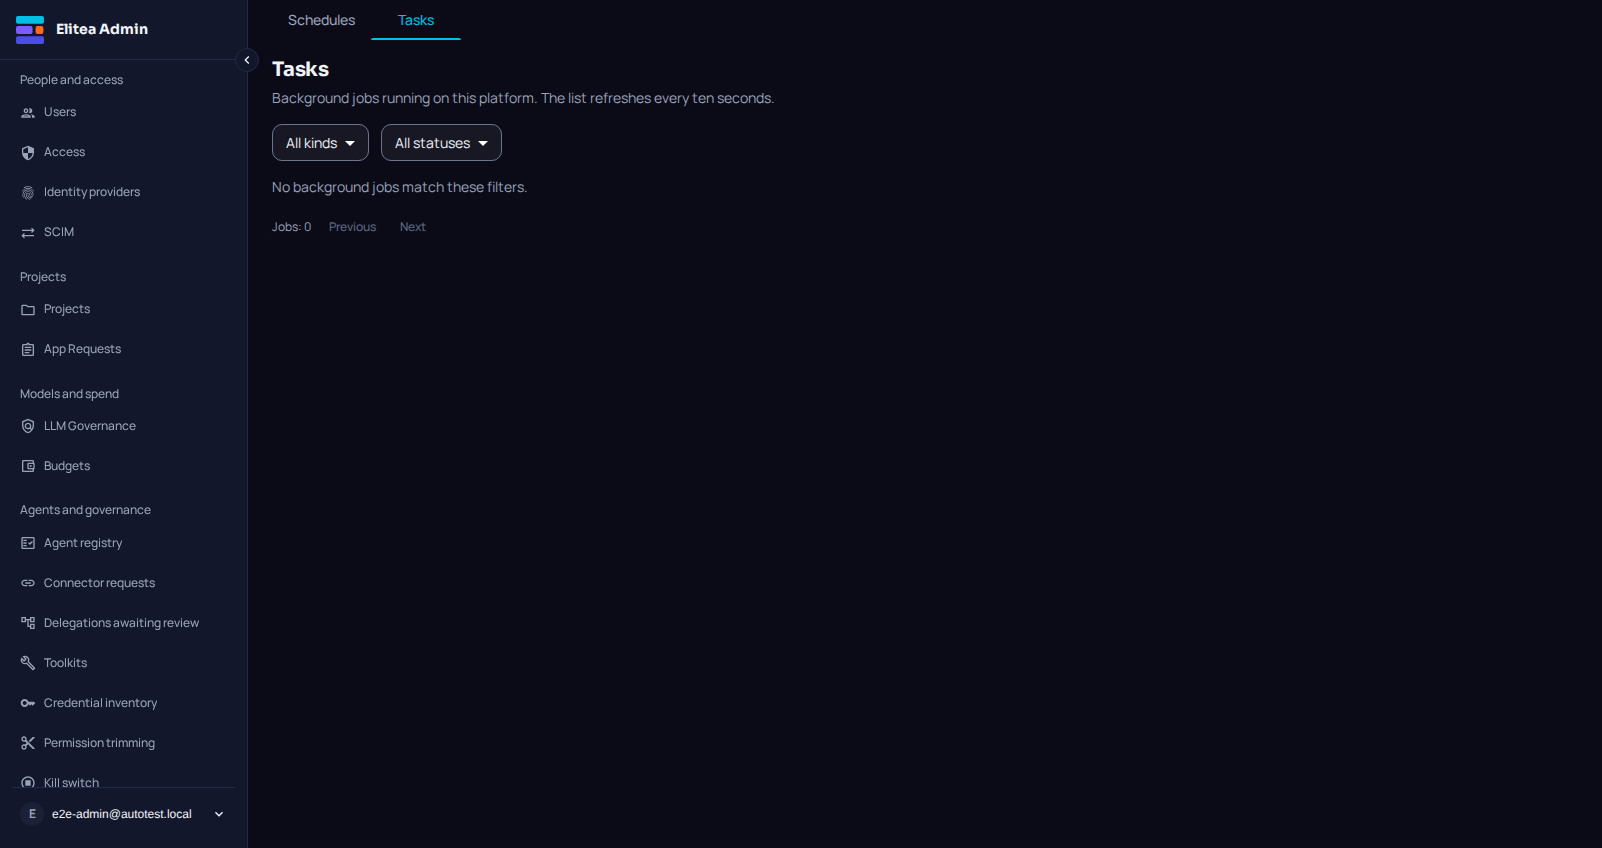 Elitea Admin
People and access
Users
Access
Identity providers
SCIM
Projects
Projects
App Requests
Models and spend
LLM Governance
Budgets
Agents and governance
Agent registry
Connector requests
Delegations awaiting review
Toolkits
Credential inventory
Permission trimming
Kill switch
E e2e-admin@autotest.local
Schedules Tasks
Tasks
Background jobs running on this platform. The list refreshes every ten seconds.
All kinds All statuses
No background jobs match these filters.
Jobs: 0 Previous Next